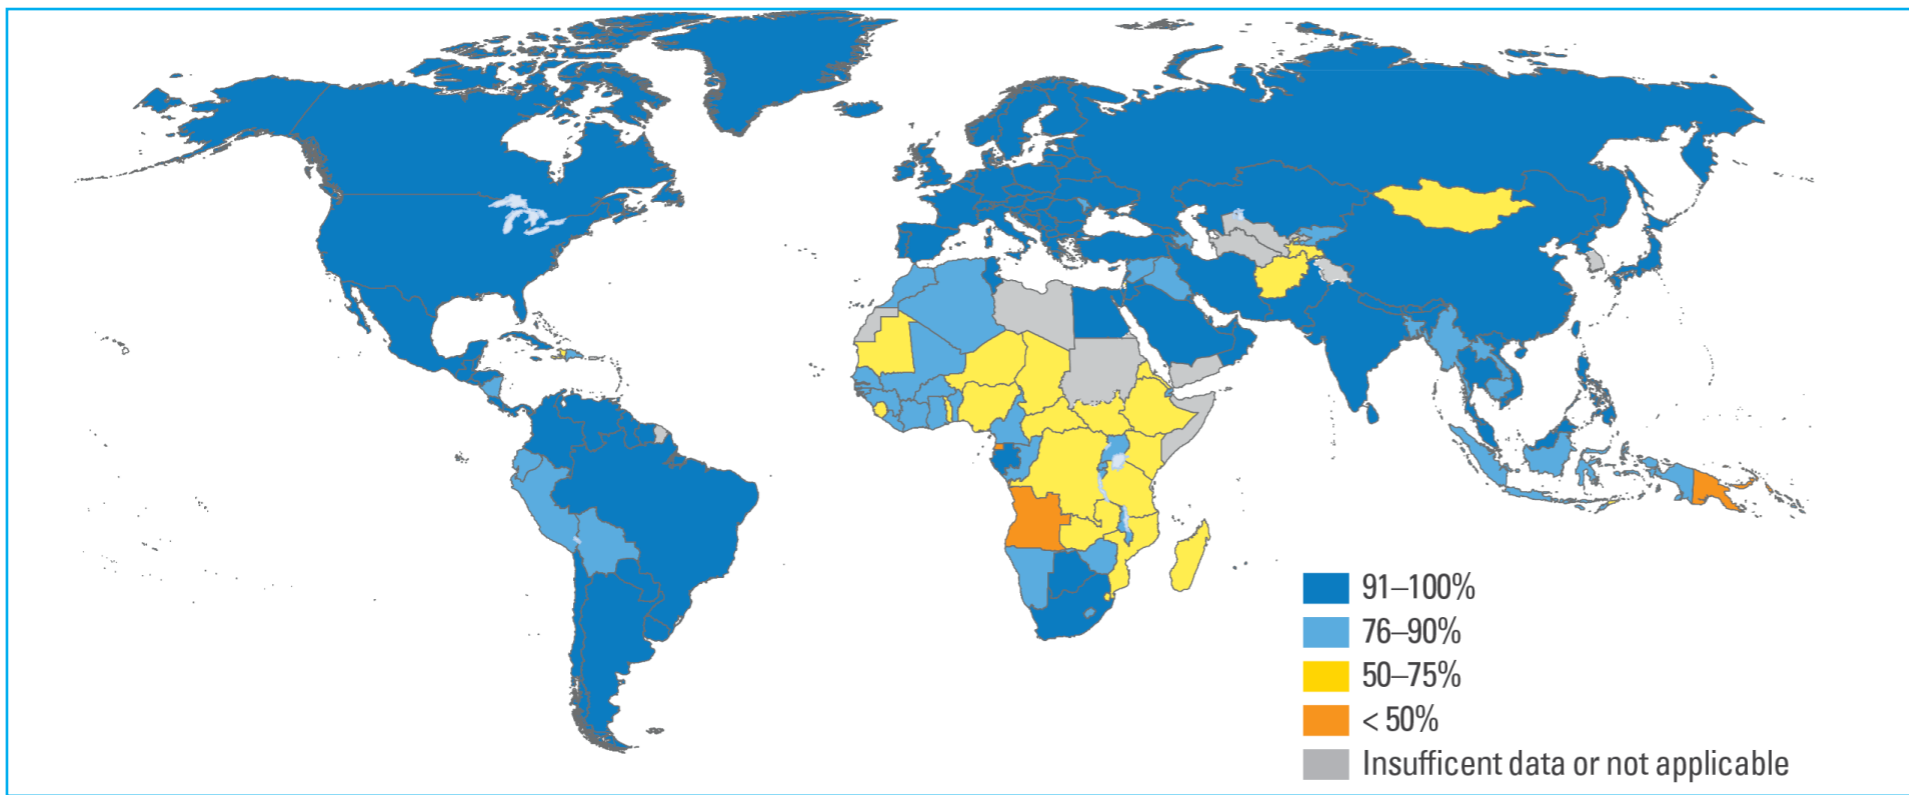 91–100%
76–90%
50–75%
< 50%
Insufficent data or not applicable